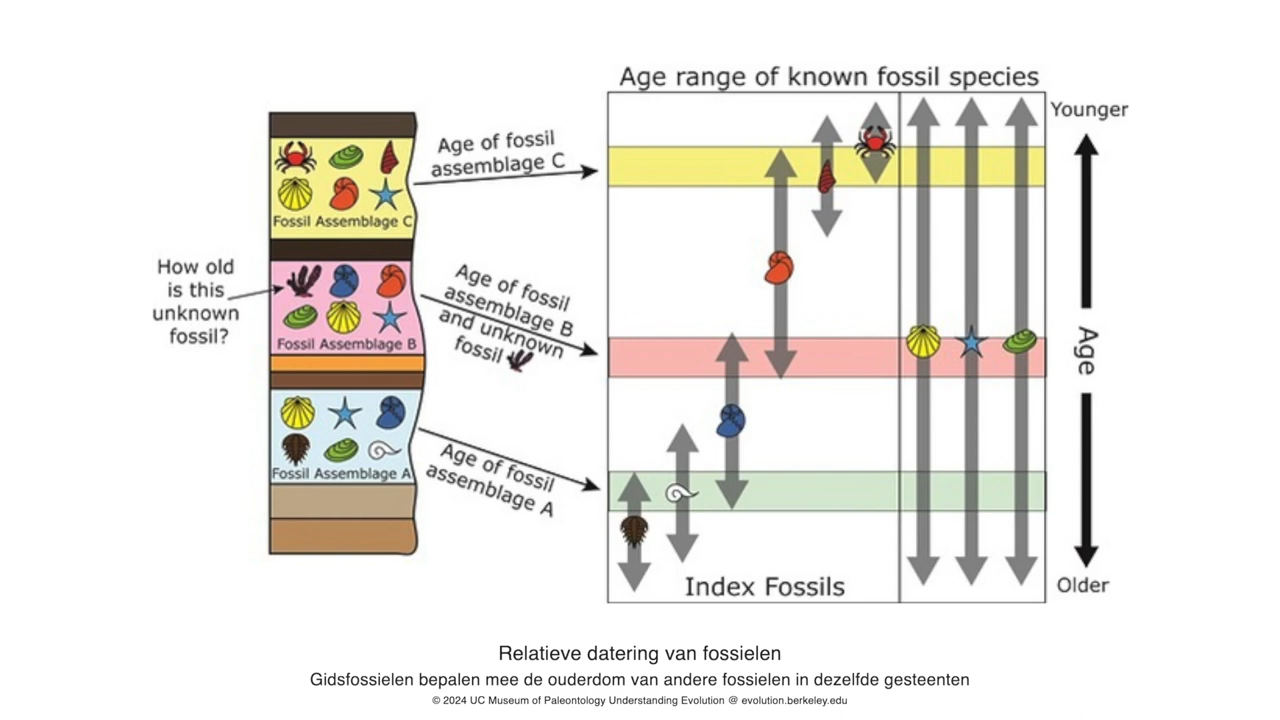 Age range of known fossil species
Younger
Age of fossil
assemblage C
Fossil Assemblage C
How old
is this
unknown
fossil?
Age of fossil
assemblage B
and unknown
fossil
Fossil Assemblage B
Age
Fossil Assemblage A
Age of fossil
assemblage A
Index Fossils
Older
Relatieve datering van fossielen
Gidsfossielen bepalen mee de ouderdom van andere fossielen in dezelfde gesteenten
© 2024 UC Museum of Paleontology Understanding Evolution @ evolution.berkeley.edu